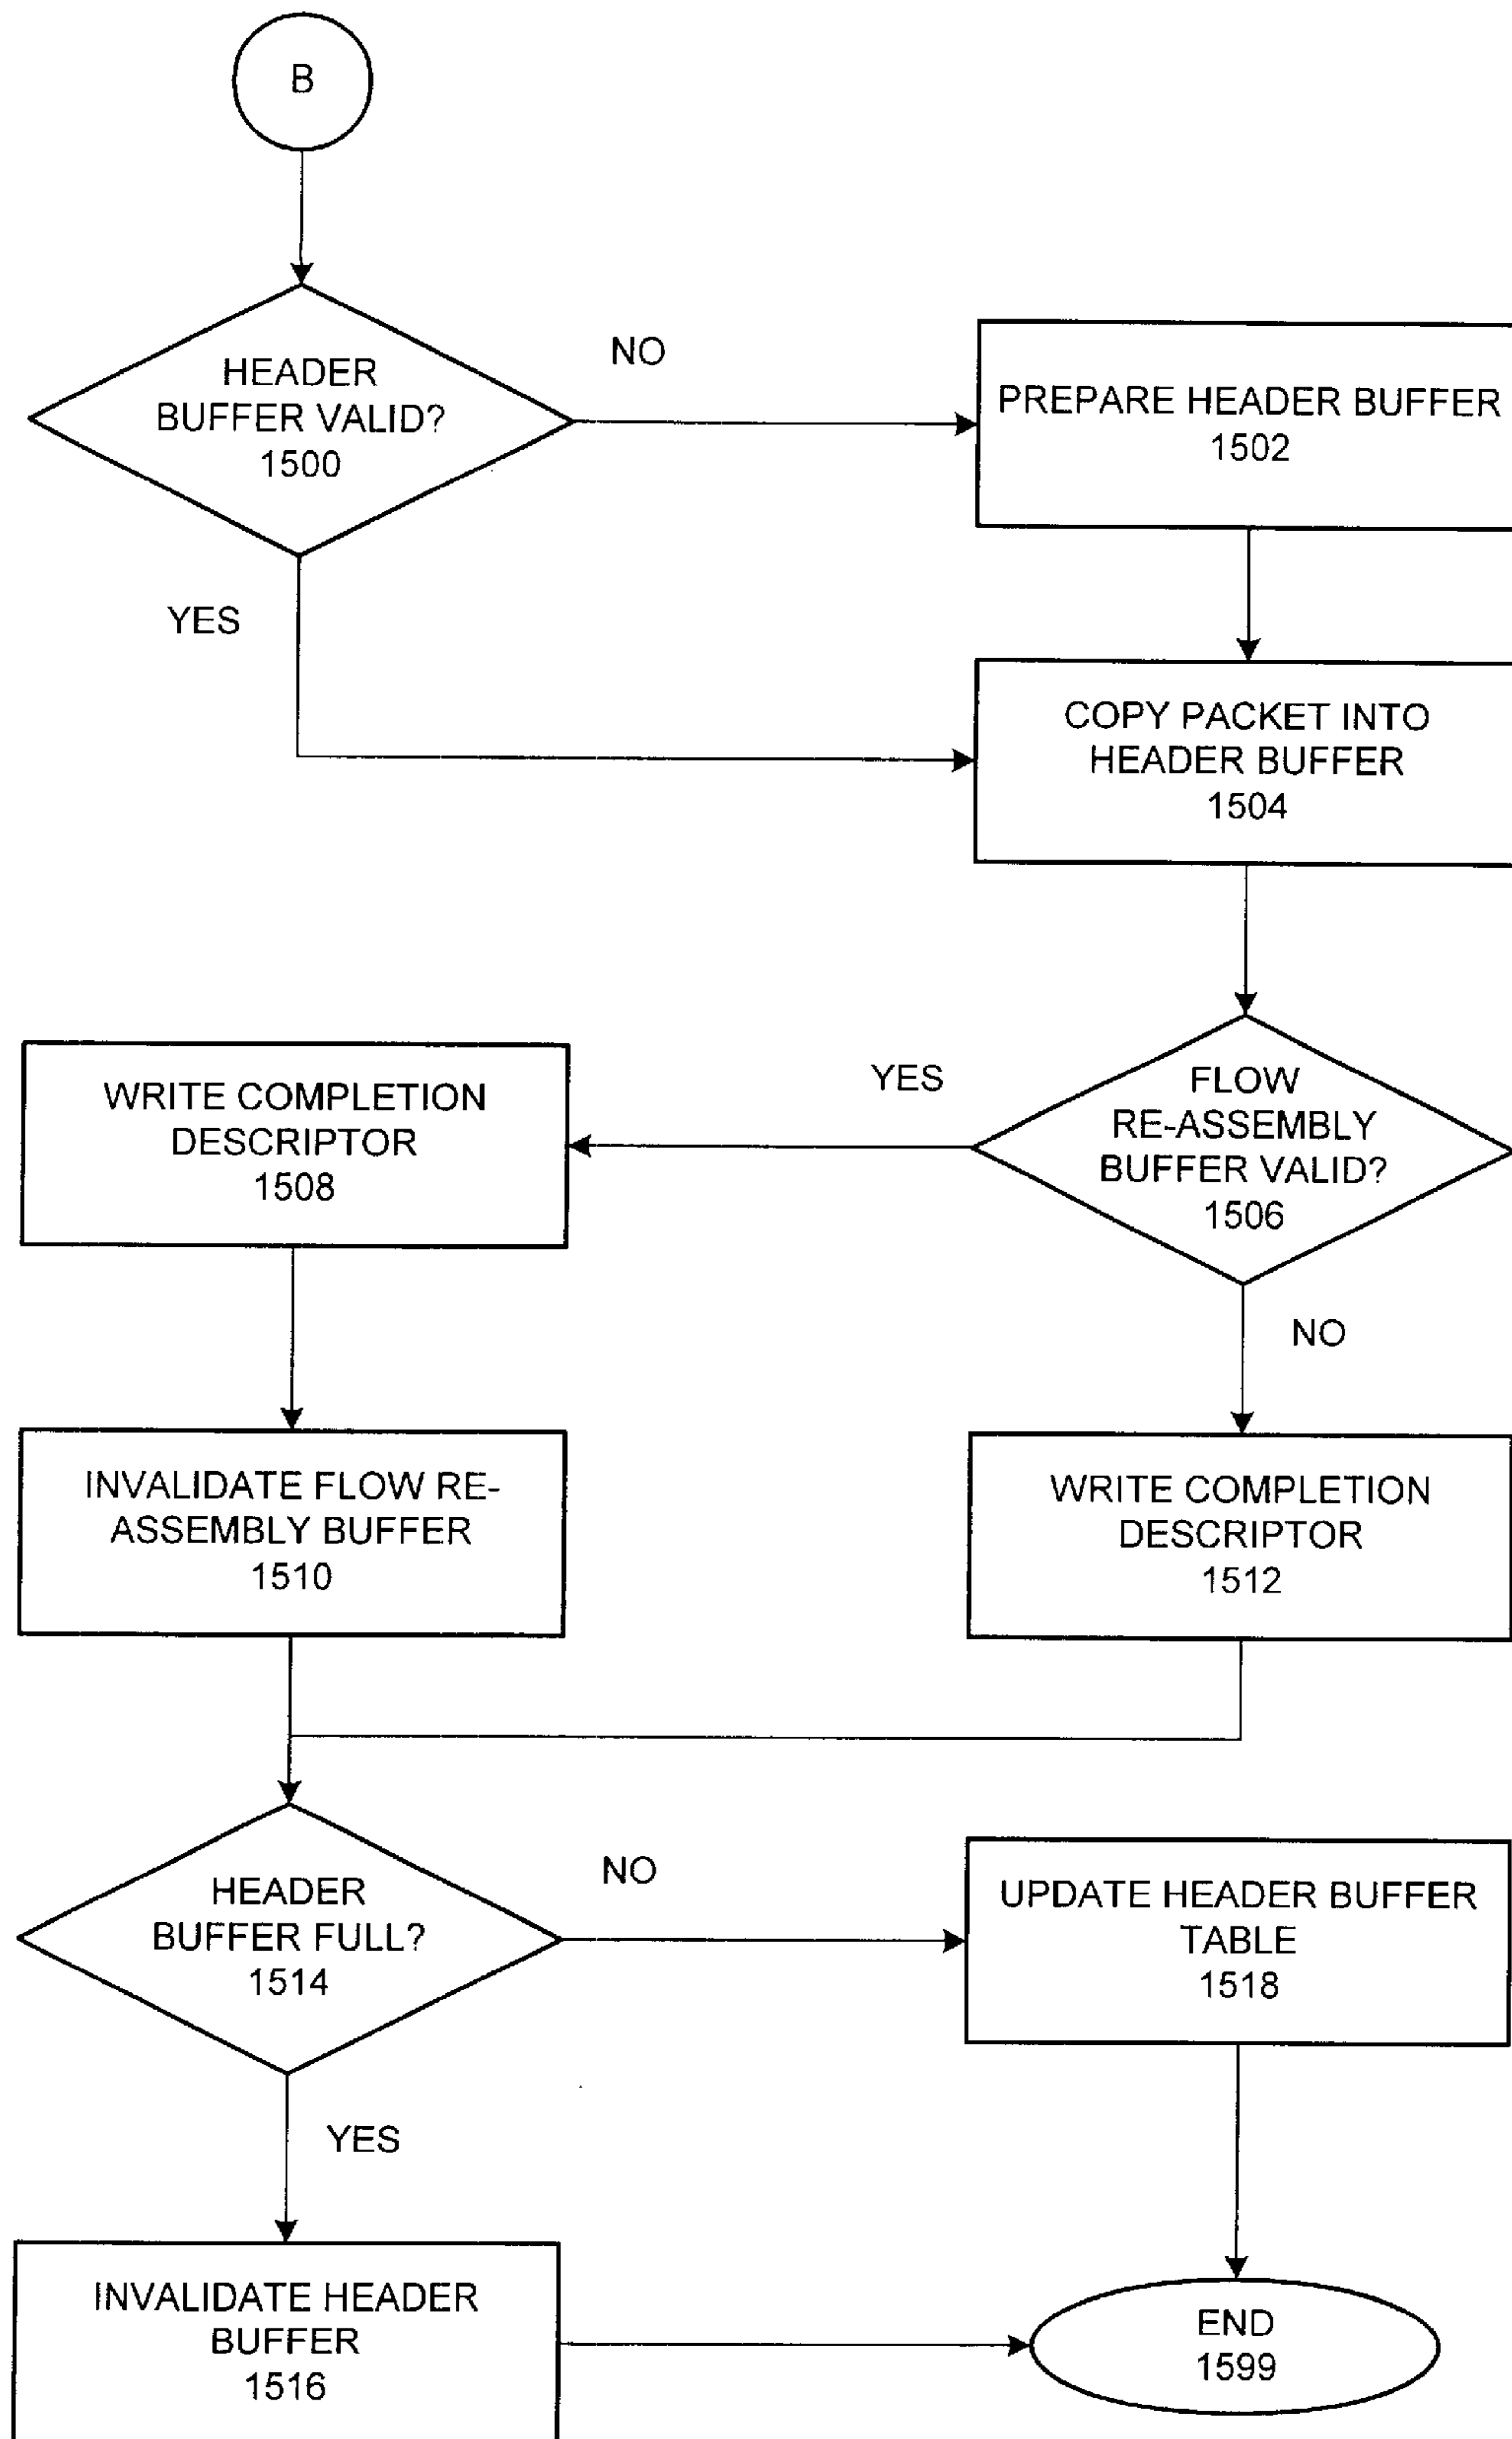 B
HEADER
BUFFER VALID?
1500
NO
PREPARE HEADER BUFFER
1502
YES
COPY PACKET INTO
HEADER BUFFER
1504
FLOW
RE-ASSEMBLY
BUFFER VALID?
1506
YES
WRITE COMPLETION
DESCRIPTOR
1508
NO
INVALIDATE FLOW RE-
ASSEMBLY BUFFER
1510
WRITE COMPLETION
DESCRIPTOR
1512
HEADER
BUFFER FULL?
1514
NO
UPDATE HEADER BUFFER
TABLE
1518
YES
INVALIDATE HEADER
BUFFER
1516
END
1599